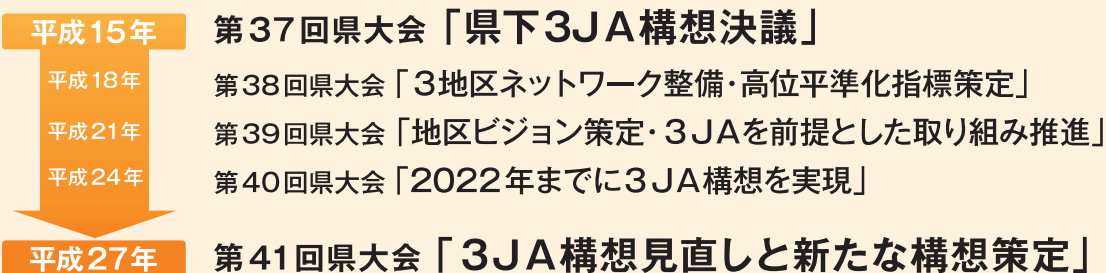 平成15年 第37回県大会「県下3JA構想決議」
平成18年 第38回県大会「3地区ネットワーク整備・高位平準化指標策定」
平成21年 第39回県大会「地区ビジョン策定・3JAを前提とした取り組み推進」
平成24年 第40回県大会「2022年までに3JA構想を実現」
平成27年 第41回県大会「3JA構想見直しと新たな構想策定」